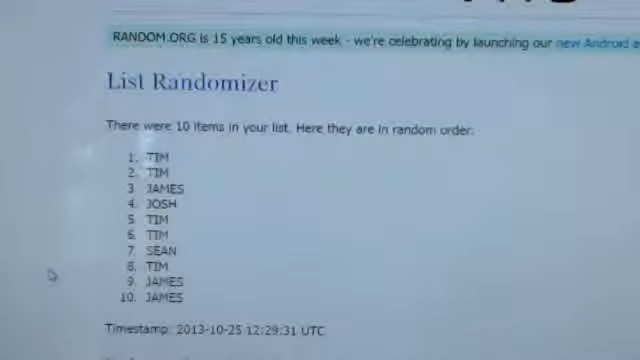 RANDOM.ORG is 15 years old this week - we're celebrating by launching our new Android a
List Randomizer
There were 10 items in your list. Here they are in random order:
1. TIM
2. TIM
3. JAMES
4. JOSH
5. TIM
6. TIM
7. SEAN
8. TIM
9. JAMES
10. JAMES
Timestamp: 2013-10-25 12:29:31 UTC